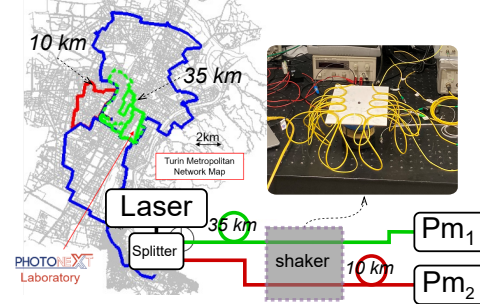 10 km
35 km
2km
Turin Metropolitan
Network Map
Laser
Splitter
PHOTONEXT
Laboratory
35 km
shaker
10 km
Pm1
Pm2